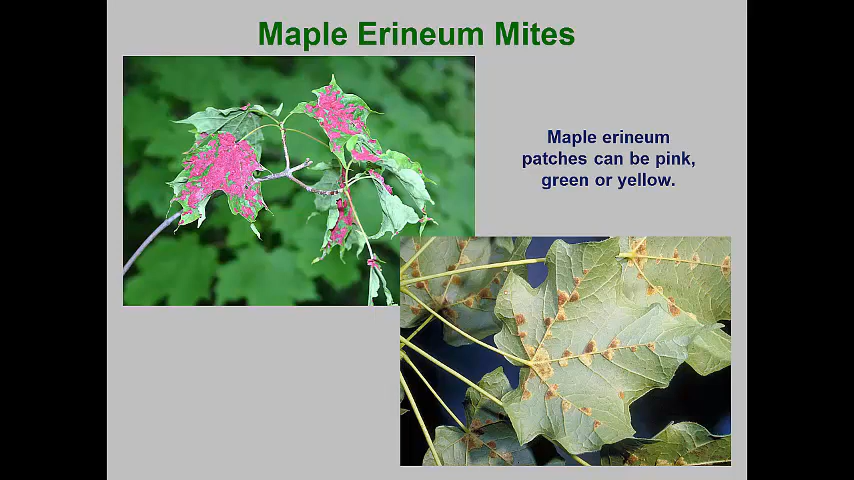 Maple Erineum Mites
Maple erineum
patches can be pink,
green or yellow.